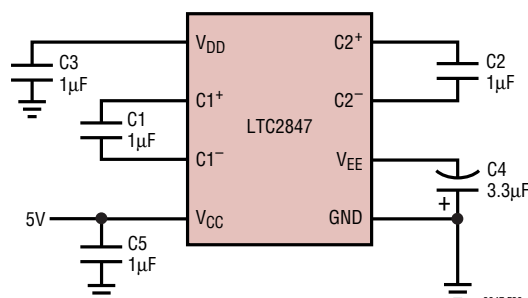 VDD
C2+
C3
1µF
C2
1µF
C1+
C2−
C1
1µF
LTC2847
C1−
VEE
C4
3.3µF
+
5V
VCC
GND
C5
1µF